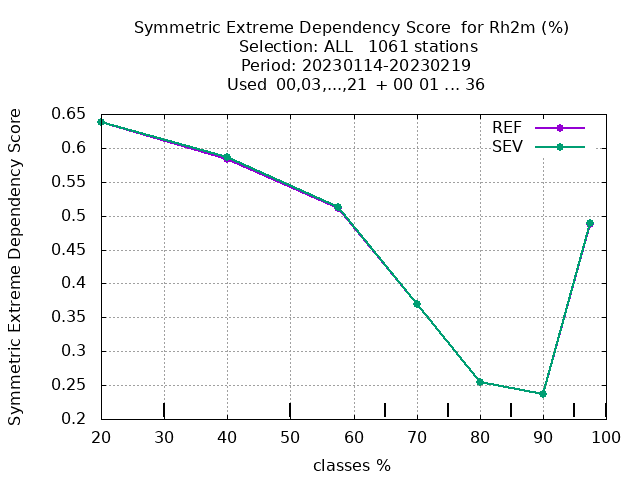 Symmetric Extreme Dependency Score  for Rh2m (%)
Selection: ALL   1061 stations
Period: 20230114-20230219
Used  00,03,...,21  + 00 01 ... 36
Symmetric Extreme Dependency Score
0.65
0.6
0.55
0.5
0.45
0.4
0.35
0.3
0.25
0.2
REF
SEV
20 30 40 50 60 70 80 90 100
classes %